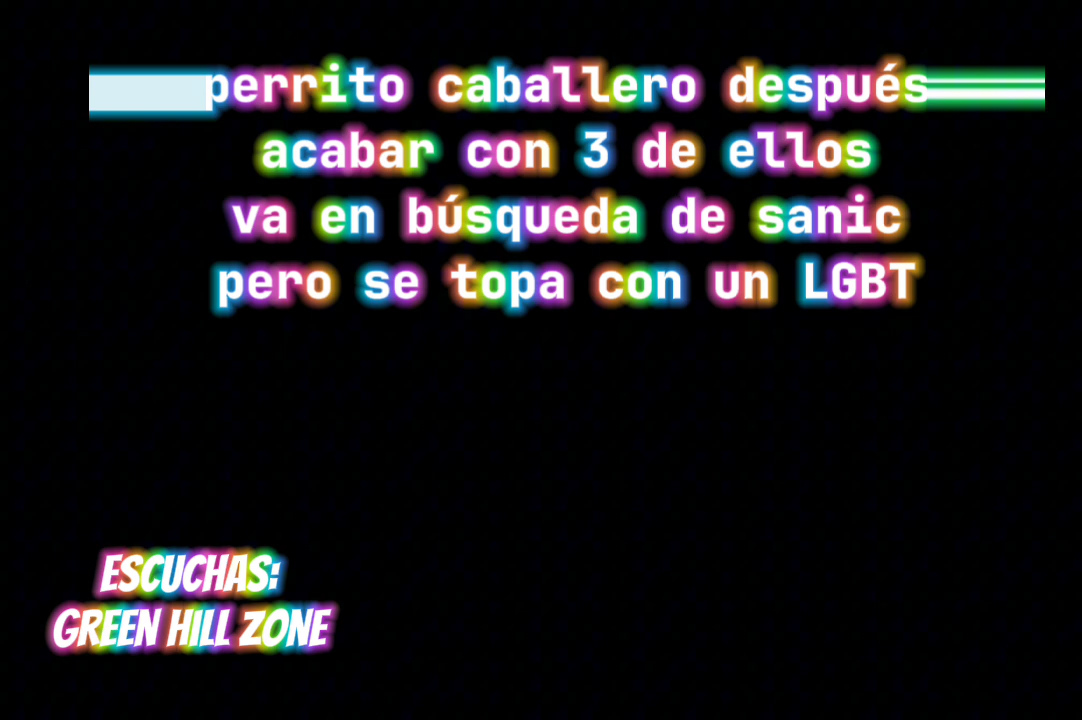 perrito caballero después
acabar con 3 de ellos
va en búsqueda de sanic
pero se topa con un LGBT
ESCUCHAS:
GREEN HILL ZONE